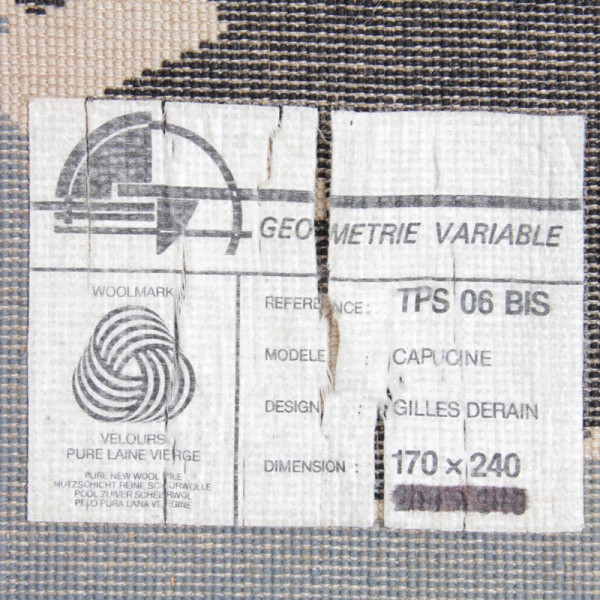 GEOMETRIE VARIABLE
WOOLMARK
VELOURS
PURE LAINE VIERGE
PURE NEW WOOL PILE
NUTZSCHICHT REINE SCHURWOLLE
POOL ZUIVER SCHEERWOL
PELO PURA LANA VERGINE
REFERENCE: TPS 06 BIS
MODELE : CAPUCINE
DESIGN : GILLES DERAIN
DIMENSION : 170 x 240